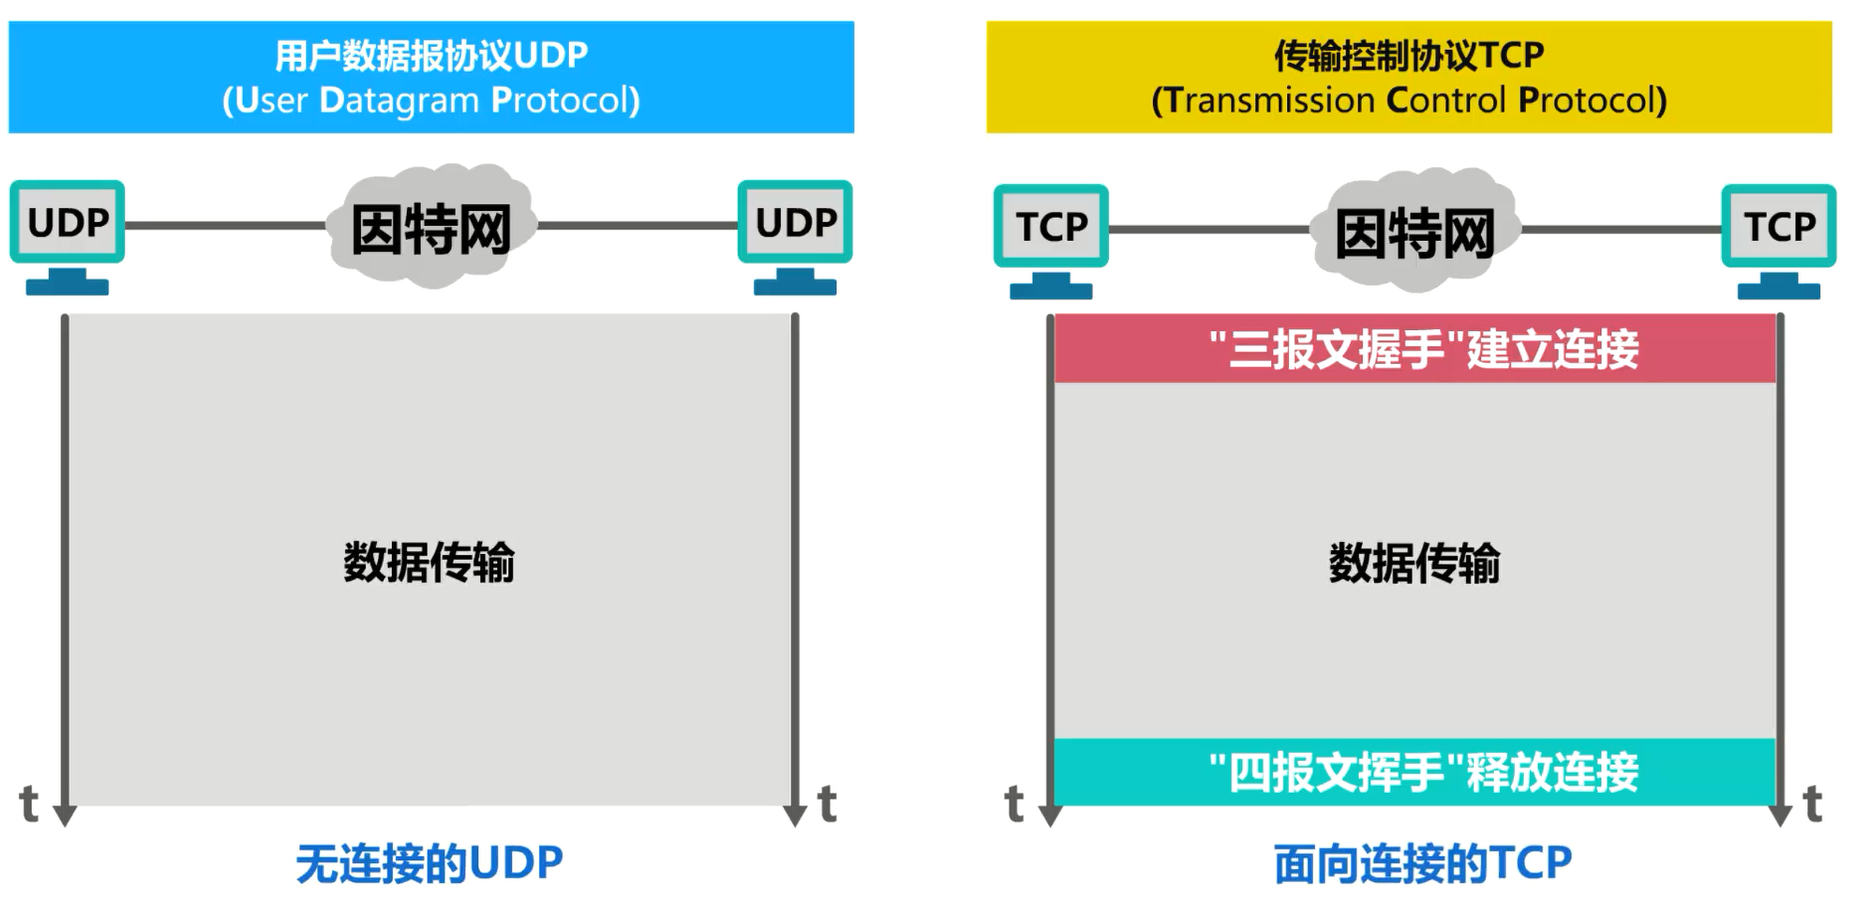 用户数据报协议UDP
(User Datagram Protocol)
UDP
因特网
UDP
数据传输
t
t
无连接的UDP
传输控制协议TCP
(Transmission Control Protocol)
TCP
因特网
TCP
"三报文握手"建立连接
数据传输
"四报文挥手"释放连接
t
t
面向连接的TCP